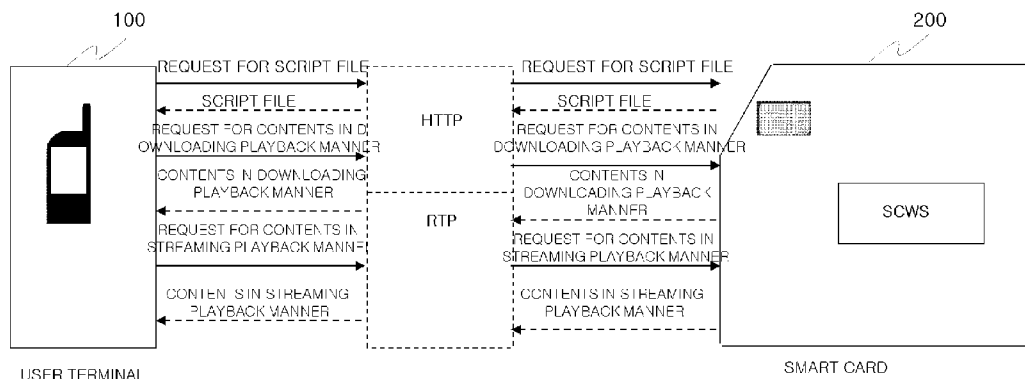 100
200
REQUEST FOR SCRIPT FILE
REQUEST FOR SCRIPT FILE
SCRIPT FILE
SCRIPT FILE
HTTP
REQUEST FOR CONTENTS IN D
OWNLOADING PLAYBACK MANNER
REQUEST FOR CONTENTS IN
DOWNLOADING PLAYBACK MANNER
CONTENTS IN DOWNLOADING
PLAYBACK MANNER
CONTENTS IN
DOWNLOADING PLAYBACK
MANNER
SCWS
RTP
REQUEST FOR CONTENTS IN
STREAMING PLAYBACK MANNER
REQUEST FOR CONTENTS IN
STREAMING PLAYBACK MANNER
CONTENTS IN STREAMING
PLAYBACK MANNER
CONTENTS IN STREAMING
PLAYBACK MANNER
USER TERMINAL
SMART CARD